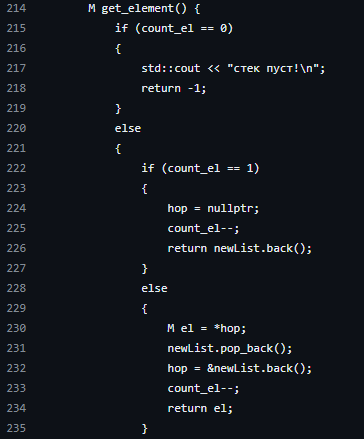 214 M get_element() {
215 if (count_el == 0)
216 {
217 std::cout << "стек пуст!\n";
218 return -1;
219 }
220 else
221 {
222 if (count_el == 1)
223 {
224 hop = nullptr;
225 count_el--;
226 return newList.back();
227 }
228 else
229 {
230 M el = *hop;
231 newList.pop_back();
232 hop = &newList.back();
233 count_el--;
234 return el;
235 }